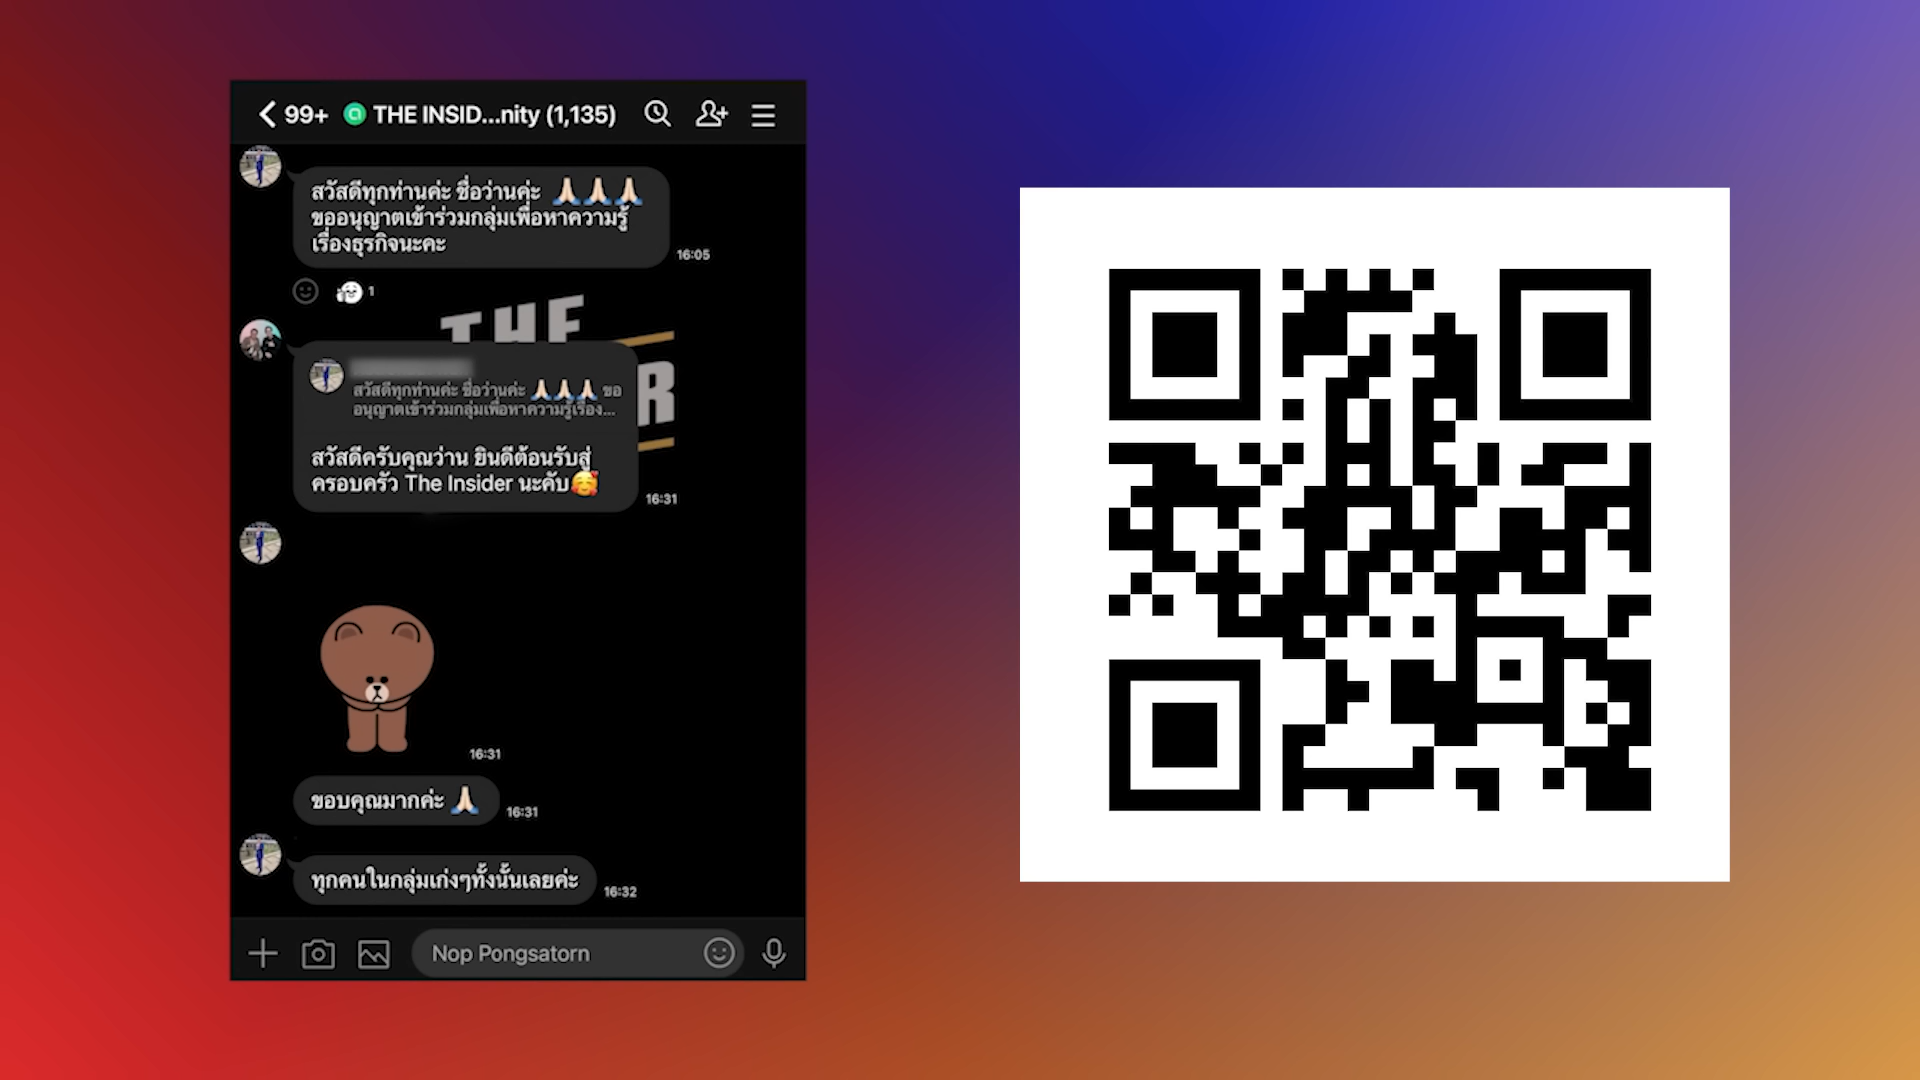 99+ THE INSID...nity (1,135)
สวัสดีทุกท่านค่ะ ชื่อว่านค่ะ 🙏🏻🙏🏻🙏🏻
ขออนุญาตเข้าร่วมกลุ่มเพื่อหาความรู้
เรื่องธุรกิจนะคะ
16:05
1
THE
R
สวัสดีทุกท่านค่ะ ชื่อว่านค่ะ 🙏🏻🙏🏻🙏🏻 ขอ
อนุญาตเข้าร่วมกลุ่มเพื่อหาความรู้เรื่อง...
สวัสดีครับคุณว่าน ยินดีต้อนรับสู่
ครอบครัว The Insider นะคับ🥰
16:31
16:31
ขอบคุณมากค่ะ 🙏🏻
16:31
ทุกคนในกลุ่มเก่งๆทั้งนั้นเลยค่ะ
16:32
Nop Pongsatorn